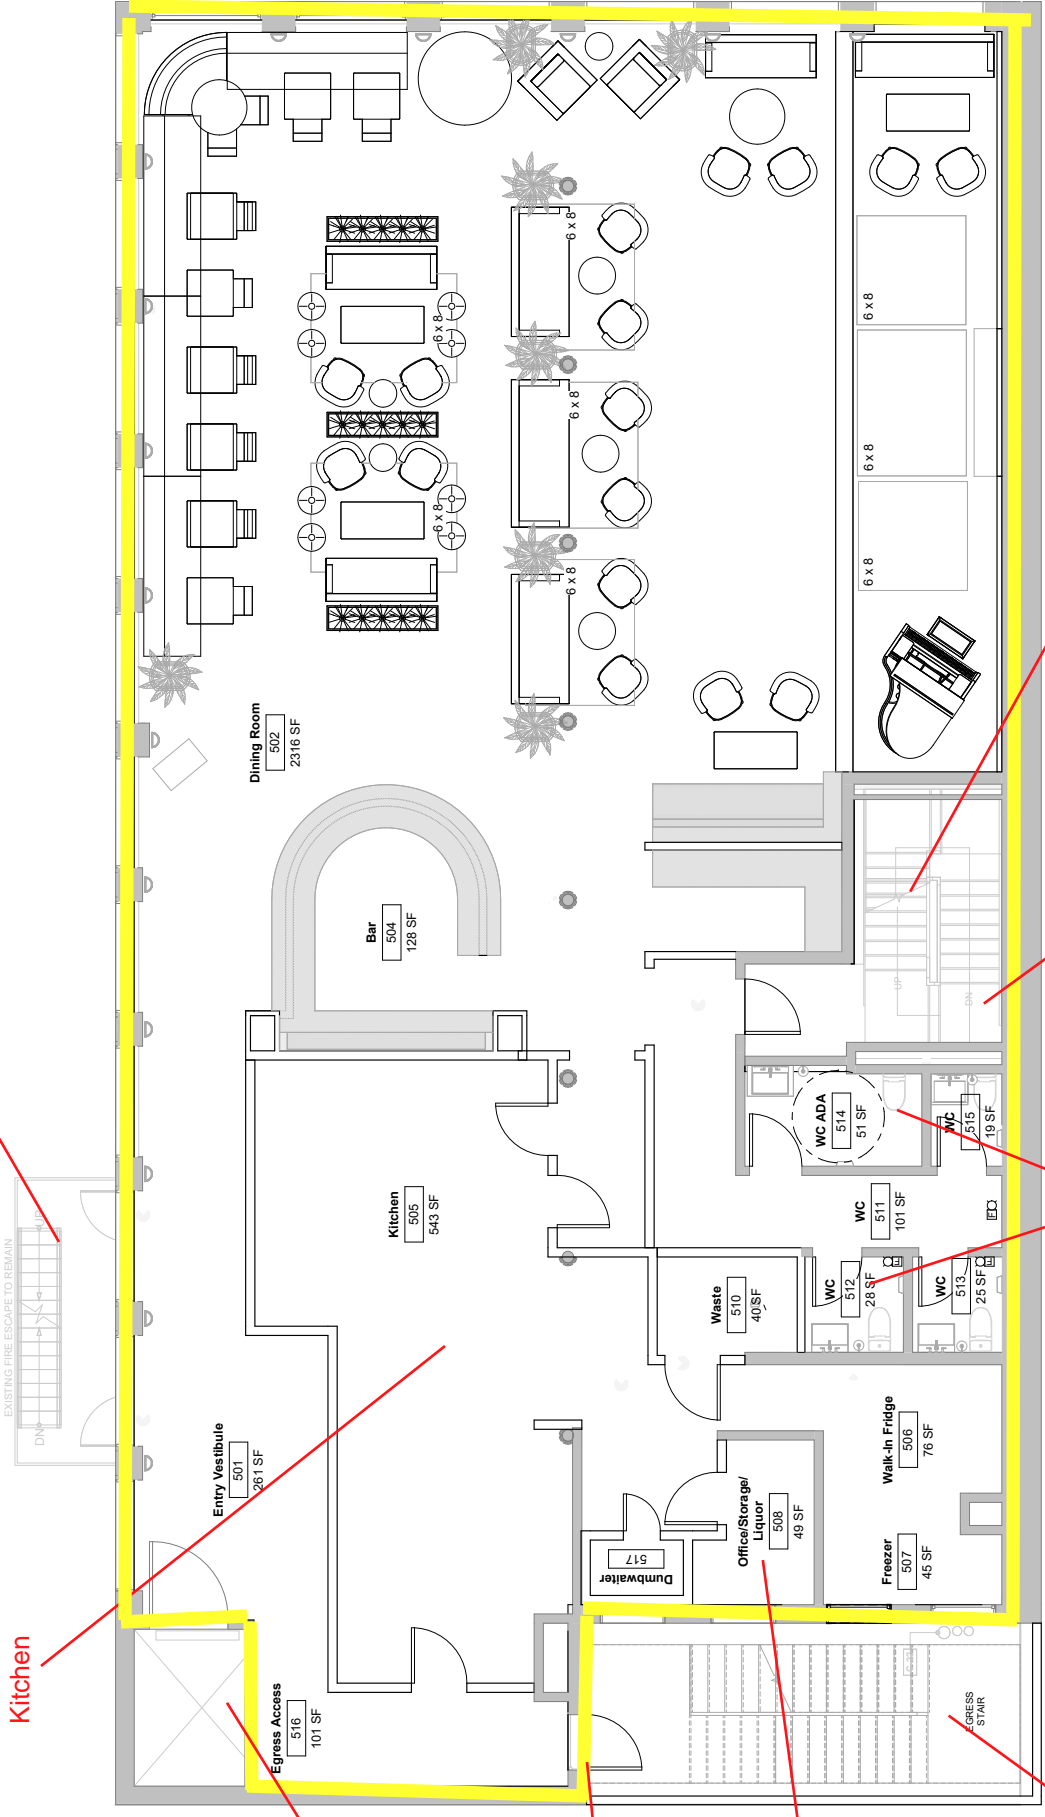 6 x 8
6 x 8
6 x 8
6 x 8
6 x 8
6 x 8
6 x 8
6 x 8
Dining Room
502
2316 SF
Bar
504
128 SF
UP
DN
WC ADA
514
51 SF
WC
515
19 SF
Kitchen
505
543 SF
WC
511
101 SF
EXISTING FIRE ESCAPE TO REMAIN
UP
DN
Waste
510
40 SF
WC
512
28 SF
WC
513
25 SF
Entry Vestibule
501
261 SF
Walk-In Fridge
506
76 SF
Office/Storage/
Liquor
508
49 SF
Freezer
507
45 SF
Dumbwaiter
517
Kitchen
Egress Access
516
101 SF
EGRESS
STAIR